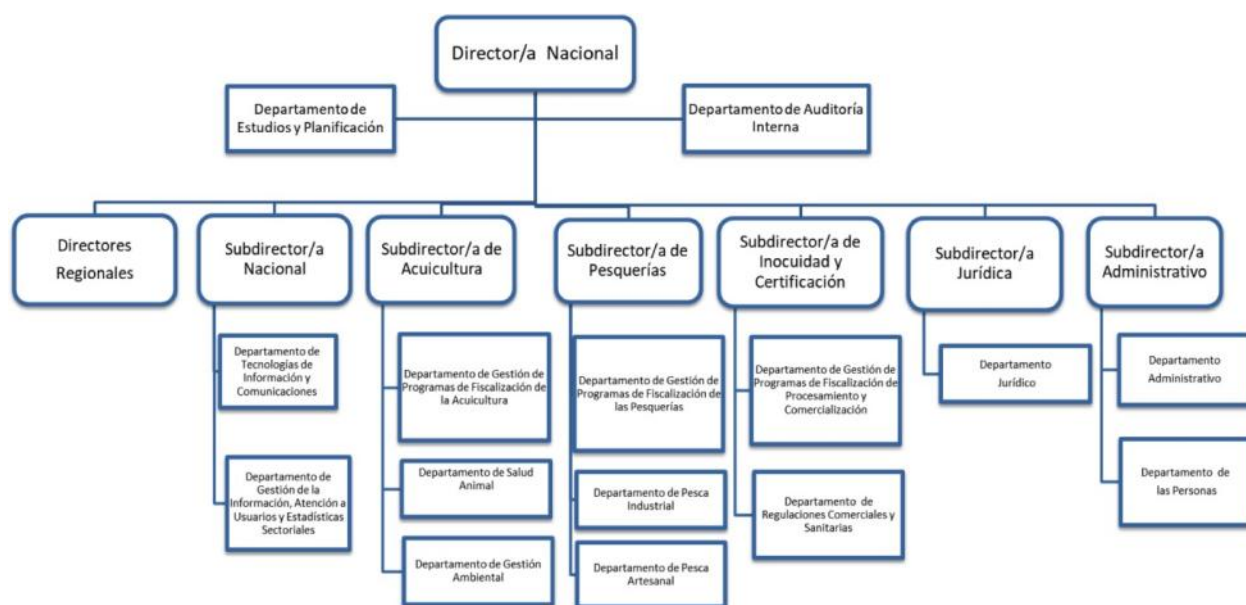 Director/a Nacional
Departamento de
Estudios y Planificación
Departamento de Auditoría
Interna
Directores
Regionales
Subdirector/a
Nacional
Subdirector/a de
Acuicultura
Subdirector/a de
Pesquerías
Subdirector/a de
Inocuidad y
Certificación
Subdirector/a
Jurídica
Subdirector/a
Administrativo
Departamento de
Tecnologías de
Información y
Comunicaciones
Departamento de
Gestión de la
Información, Atención a
Usuarios y Estadísticas
Sectoriales
Departamento de Gestión de
Programas de Fiscalización de
la Acuicultura
Departamento de Salud
Animal
Departamento de Gestión
Ambiental
Departamento de Gestión de
Programas de Fiscalización de
las Pesquerías
Departamento de Pesca
Industrial
Departamento de Pesca
Artesanal
Departamento de Gestión de
Programas de Fiscalización de
Procesamiento y
Comercialización
Departamento de
Regulaciones Comerciales y
Sanitarias
Departamento
Jurídico
Departamento
Administrativo
Departamento de
las Personas